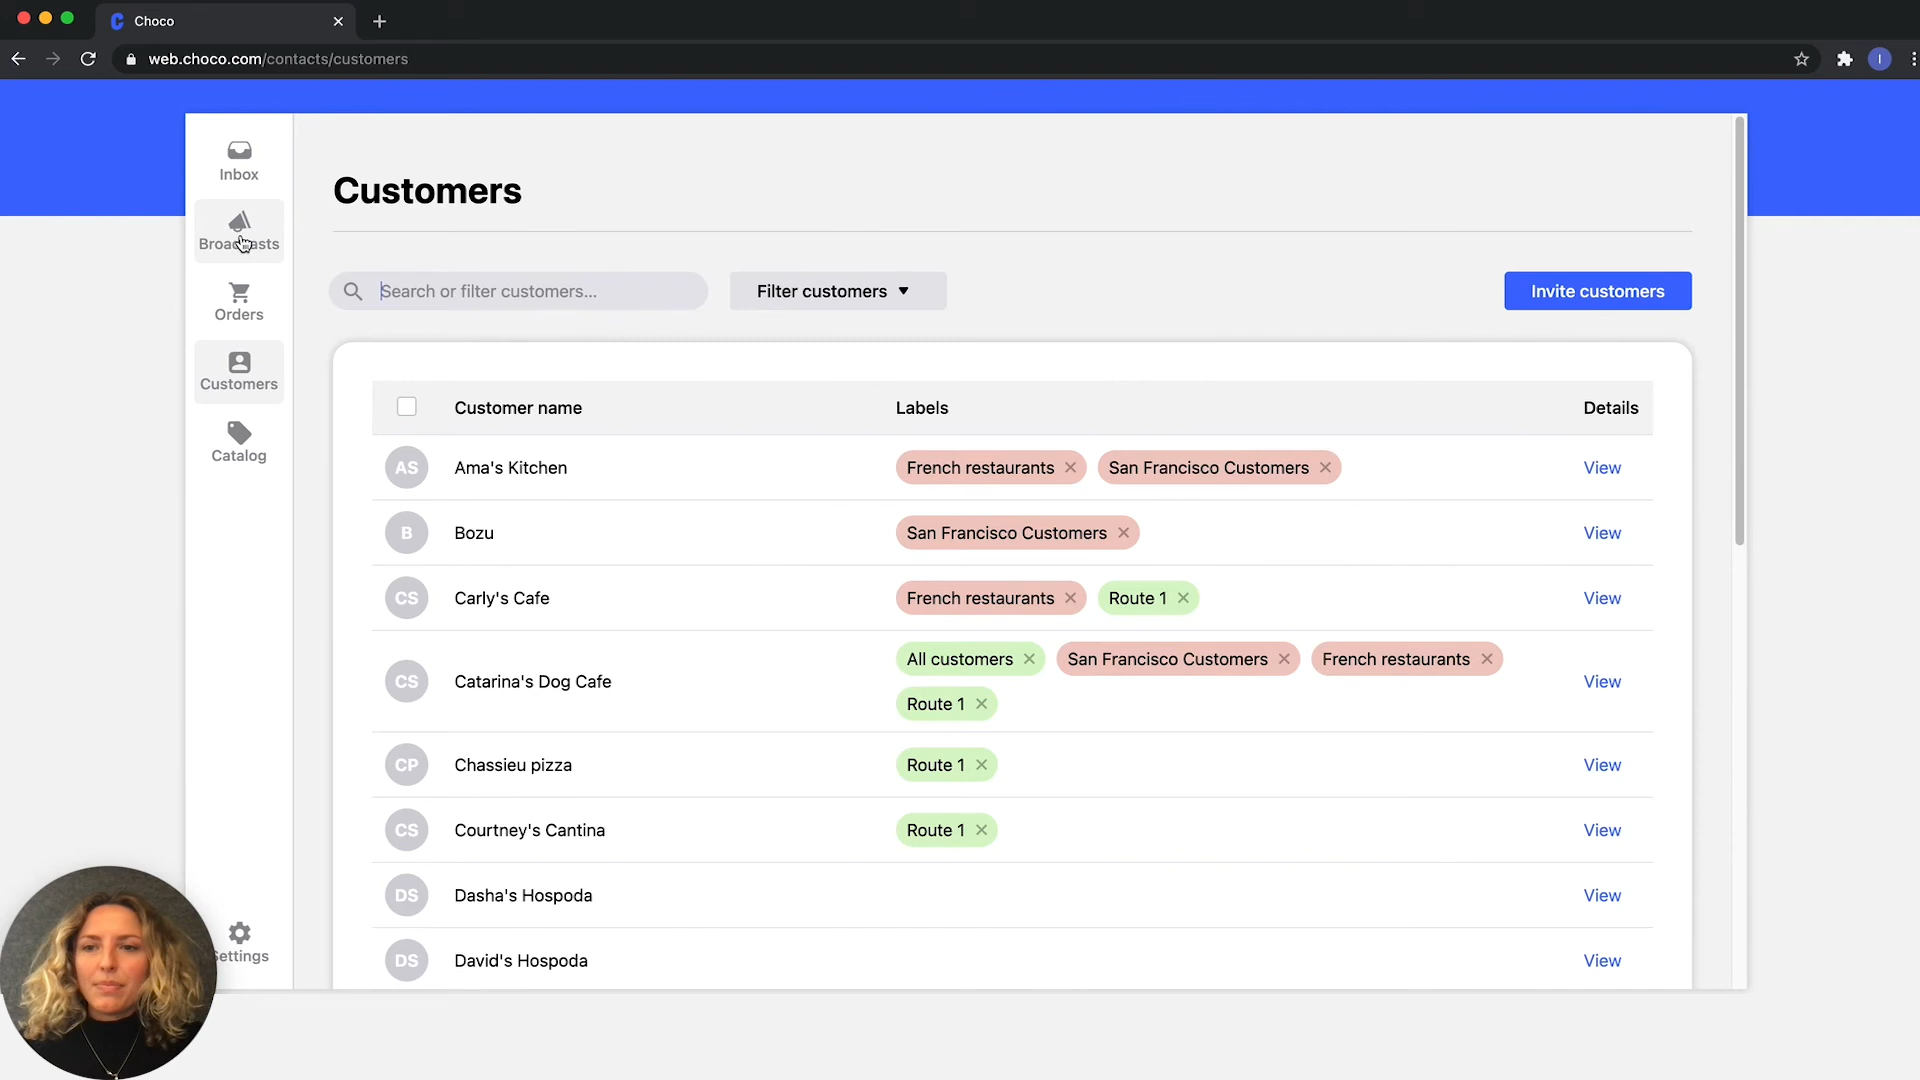 Choco
web.choco.com/contacts/customers
I
Inbox
Broadcasts
Orders
Customers
Catalog
Settings
Customers
Search or filter customers...
Filter customers
Invite customers
Customer name Labels Details
AS Ama's Kitchen French restaurants San Francisco Customers View
B Bozu San Francisco Customers View
CS Carly's Cafe French restaurants Route 1 View
All customers San Francisco Customers French restaurants
CS Catarina's Dog Cafe View
Route 1
CP Chassieu pizza Route 1 View
CS Courtney's Cantina Route 1 View
DS Dasha's Hospoda View
DS David's Hospoda View